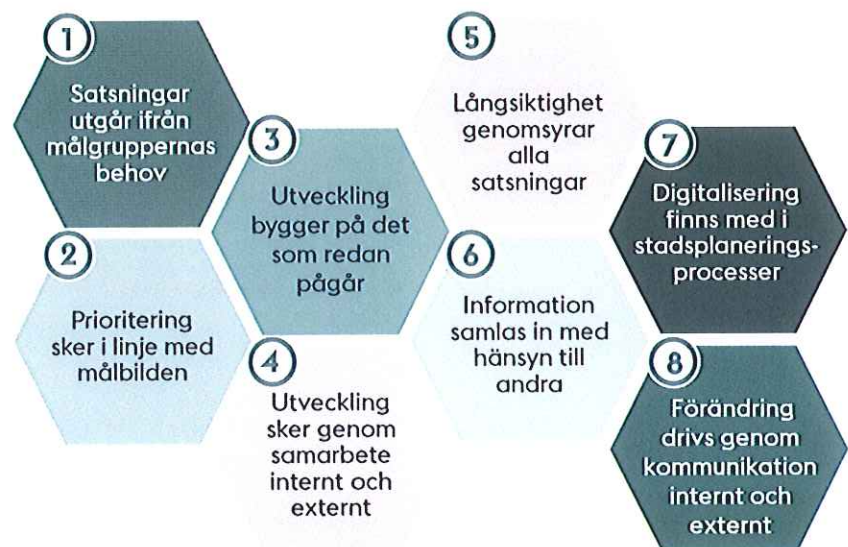 1
Satsningar
utgår ifrån
målgruppernas
behov
2
Prioritering
sker i linje med
målbilden
3
Utveckling
bygger på det
som redan
pågår
4
Utveckling
sker genom
samarbete
internt och
externt
5
Långsiktighet
genomsyrar
alla
satsningar
6
Information
samlas in med
hänsyn till
andra
7
Digitalisering
finns med i
stadsplanerings-
processer
8
Förändring
drivs genom
kommunikation
internt och
externt